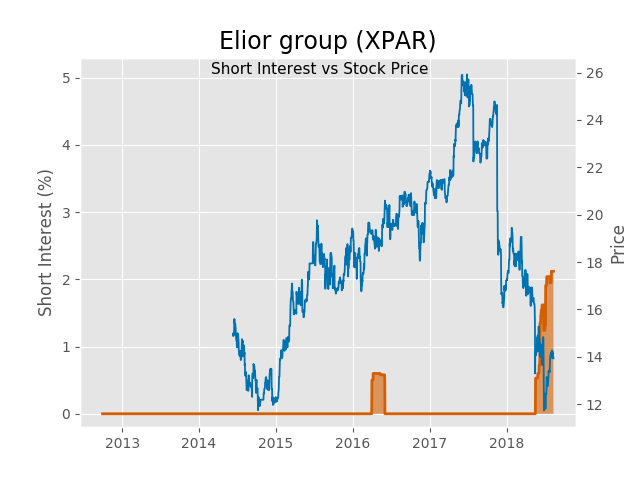 Elior group (XPAR)
Short Interest vs Stock Price
Short Interest (%)
5
4
3
2
1
0
26
24
22
20
18
16
14
12
Price
2013 2014 2015 2016 2017 2018